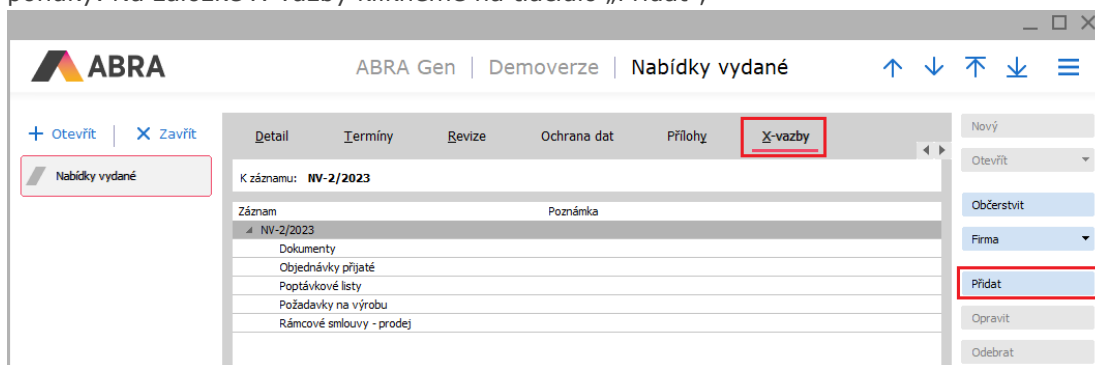 ABRA
ABRA Gen | Demoverze | Nabídky vydané
Otevřít | Zavřít
Nabídky vydané
Detail Termíny Revize Ochrana dat Přílohy X-vazby
K záznamu: NV-2/2023
Záznam Poznámka
NV-2/2023
Dokumenty
Objednávky přijaté
Poptávkové listy
Požadavky na výrobu
Rámcové smlouvy - prodej
Nový
Otevřít
Občerstvit
Firma
Přidat
Opravit
Odebrat